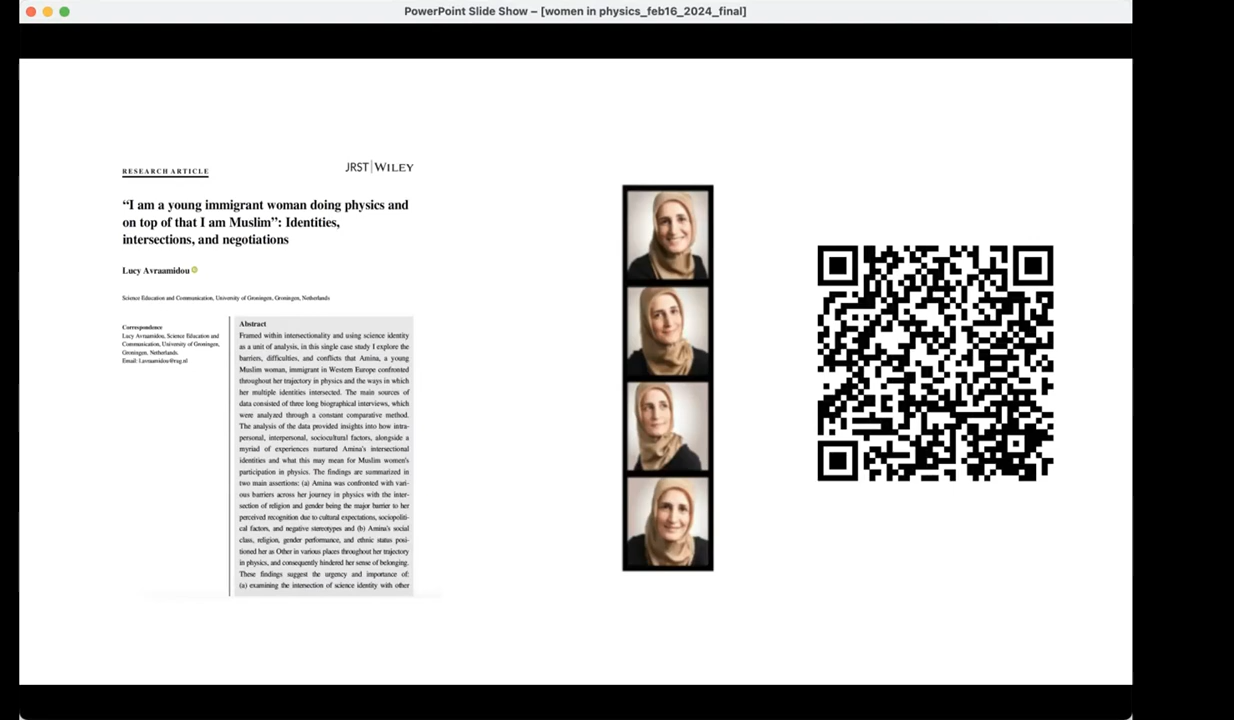 PowerPoint Slide Show – [women in physics_feb16_2024_final]
RESEARCH ARTICLE
JRST WILEY
“I am a young immigrant woman doing physics and
on top of that I am Muslim”: Identities,
intersections, and negotiations
Lucy Avraamidou
Science Education and Communication, University of Groningen, Groningen, Netherlands
Correspondence
Lucy Avraamidou, Science Education and
Communication, University of Groningen,
Groningen, Netherlands.
Email: l.avraamidou@rug.nl
Abstract
Framed within intersectionality and using science identity
as a unit of analysis, in this single case study I explore the
barriers, difficulties, and conflicts that Amina, a young
Muslim woman, immigrant in Western Europe confronted
throughout her trajectory in physics and the ways in which
her multiple identities intersected. The main sources of
data consisted of three long biographical interviews, which
were analyzed through a constant comparative method.
The analysis of the data provided insights into how intra-
personal, interpersonal, sociocultural factors, alongside a
myriad of experiences nurtured Amina's intersectional
identities and what this may mean for Muslim women's
participation in physics. The findings are summarized in
two main assertions: (a) Amina was confronted with vari-
ous barriers across her journey in physics with the inter-
section of religion and gender being the major barrier to her
perceived recognition due to cultural expectations, sociopoliti-
cal factors, and negative stereotypes and (b) Amina's social
class, religion, gender performance, and ethnic status posi-
tioned her as Other in various places throughout her trajectory
in physics, and consequently hindered her sense of belonging.
These findings suggest the urgency and importance of:
(a) examining the intersection of science identity with other